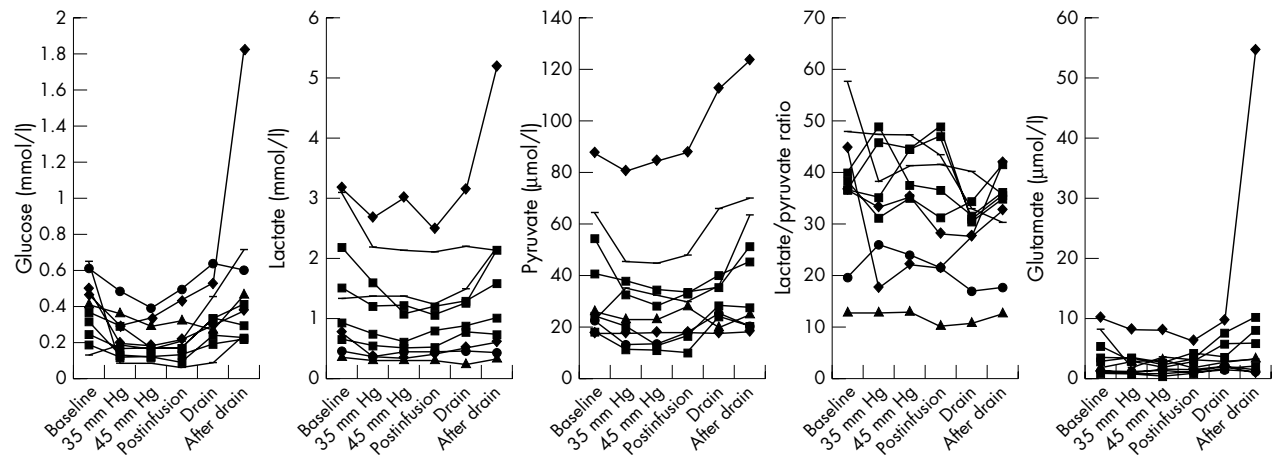 Glucose (mmol/l)
2
1.8
1.6
1.4
1.2
1
0.8
0.6
0.4
0.2
0
Baseline
35 mm Hg
45 mm Hg
Postinfusion
Drain
After drain
Lactate (mmol/l)
6
5
4
3
2
1
0
Baseline
35 mm Hg
45 mm Hg
Postinfusion
Drain
After drain
Pyruvate (µmol/l)
140
120
100
80
60
40
20
0
Baseline
35 mm Hg
45 mm Hg
Postinfusion
Drain
After drain
Lactate/pyruvate ratio
70
60
50
40
30
20
10
0
Baseline
35 mm Hg
45 mm Hg
Postinfusion
Drain
After drain
Glutamate (µmol/l)
60
50
40
30
20
10
0
Baseline
35 mm Hg
45 mm Hg
Postinfusion
Drain
After drain